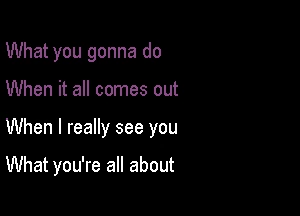 What you gonna do
When it all comes out
When I really see you
What you're all about